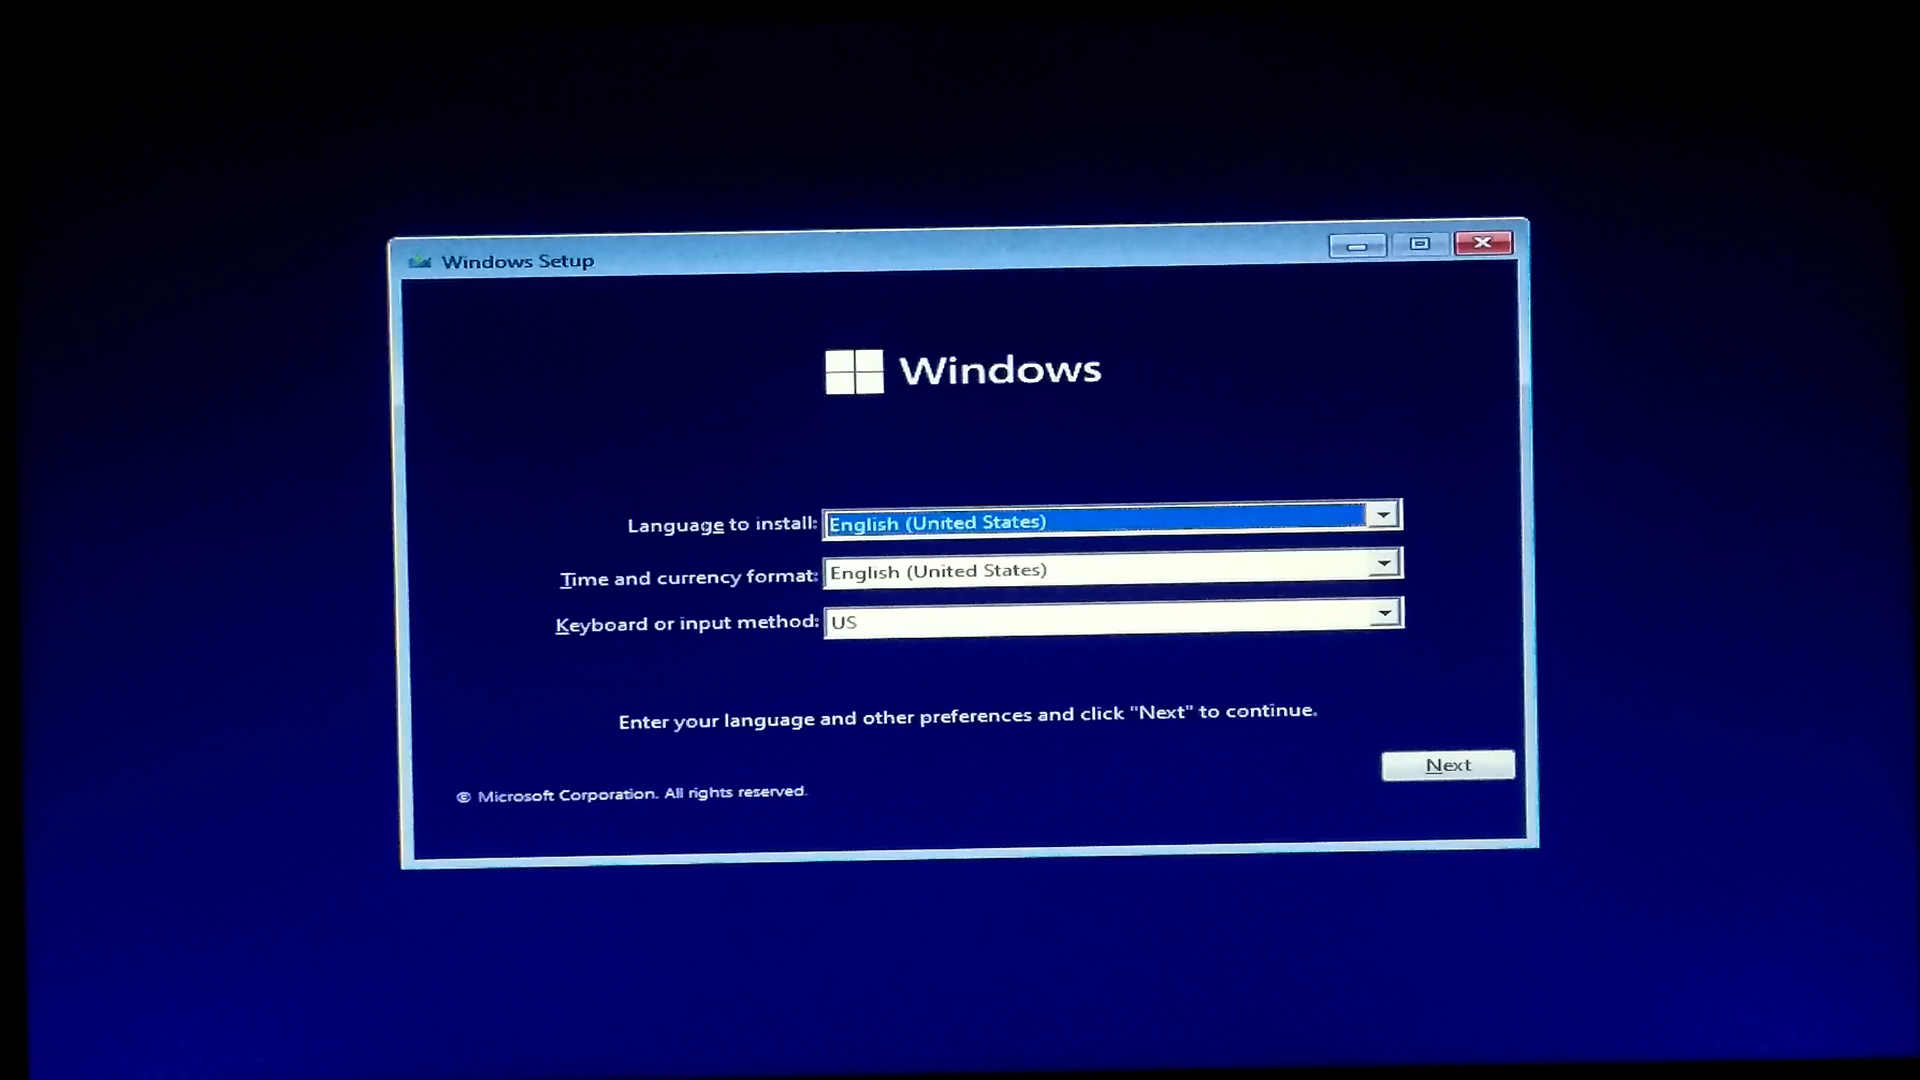 Windows Setup
Windows
Language to install: English (United States)
Time and currency format: English (United States)
Keyboard or input method: US
Enter your language and other preferences and click "Next" to continue.
Next
© Microsoft Corporation. All rights reserved.